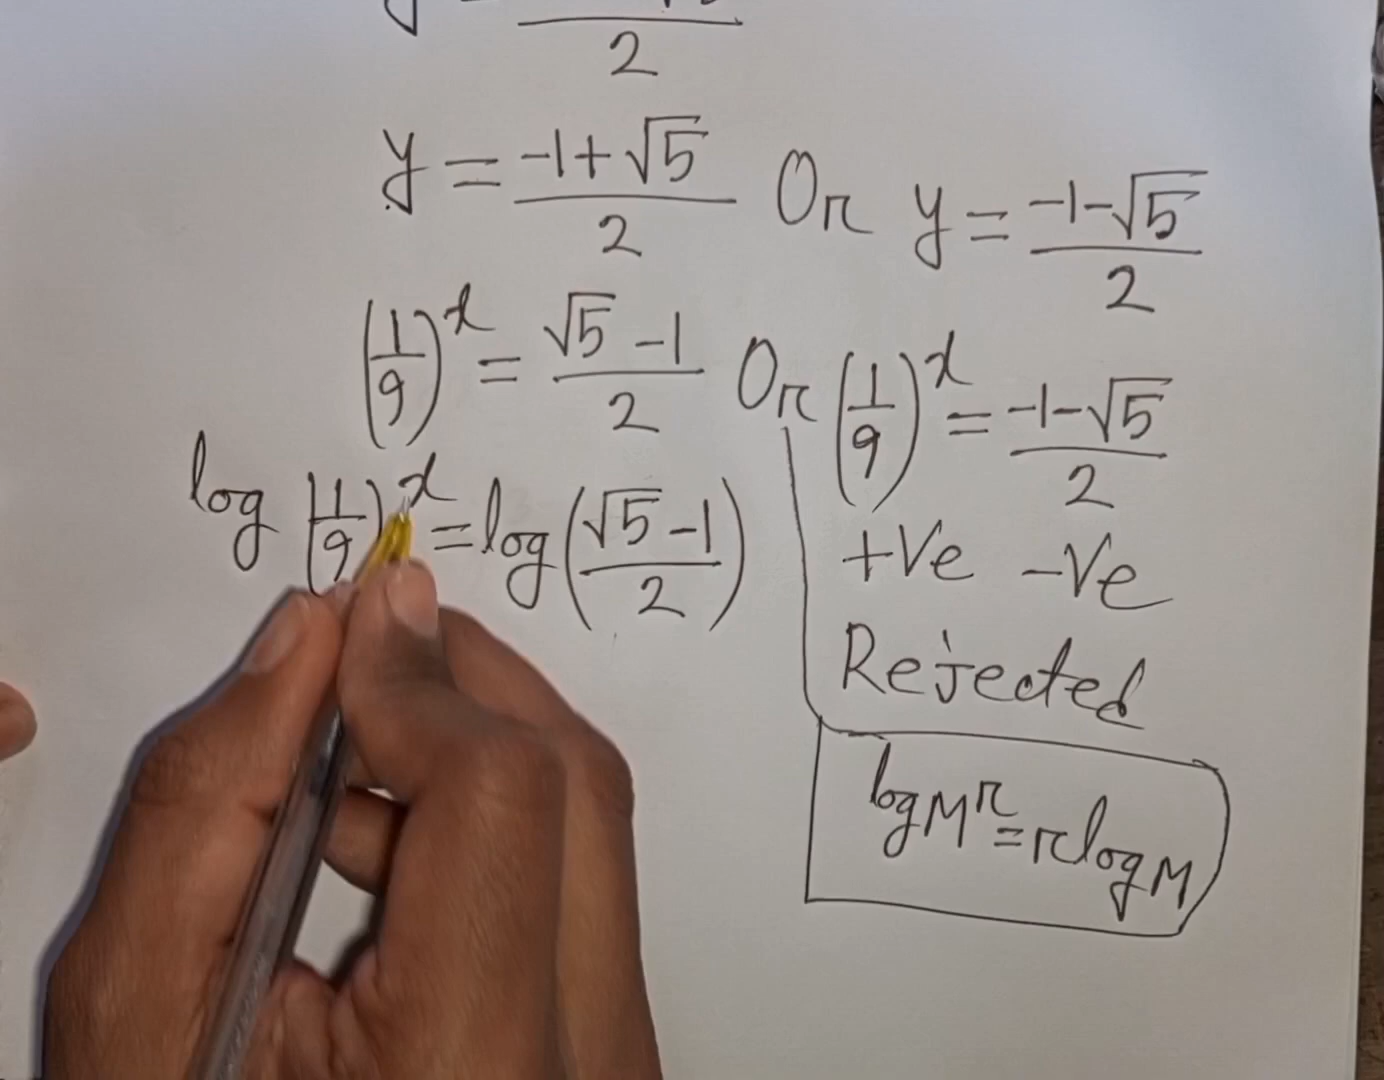 2
y = (-1+√5)/2 Or y = (-1-√5)/2
(1/9)^x = (√5-1)/2 Or (1/9)^x = (-1-√5)/2
log (1/9)^x = log((√5-1)/2)
+Ve -Ve
Rejected
log M^r = r log M